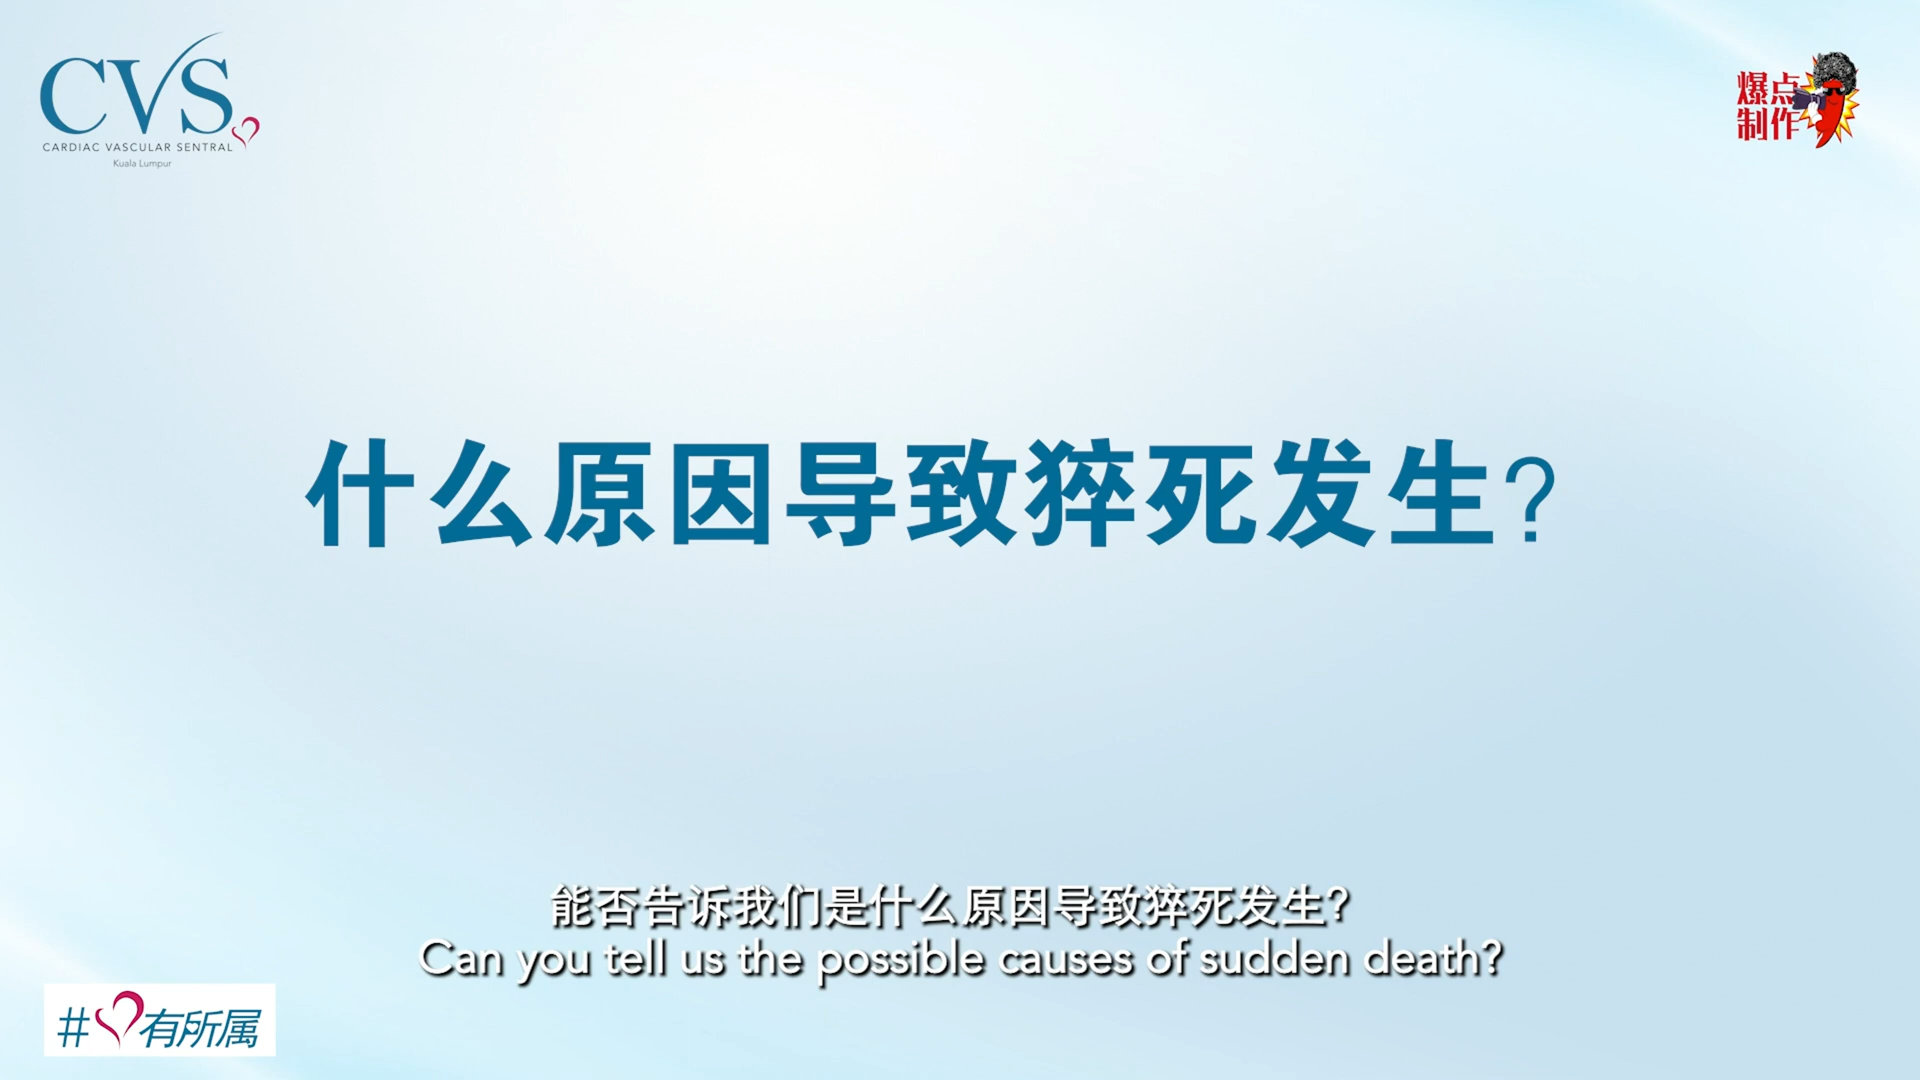 CVS
CARDIAC VASCULAR SENTRAL
Kuala Lumpur
爆点
制作
什么原因导致猝死发生?
能否告诉我们是什么原因导致猝死发生?
Can you tell us the possible causes of sudden death?
#有所属